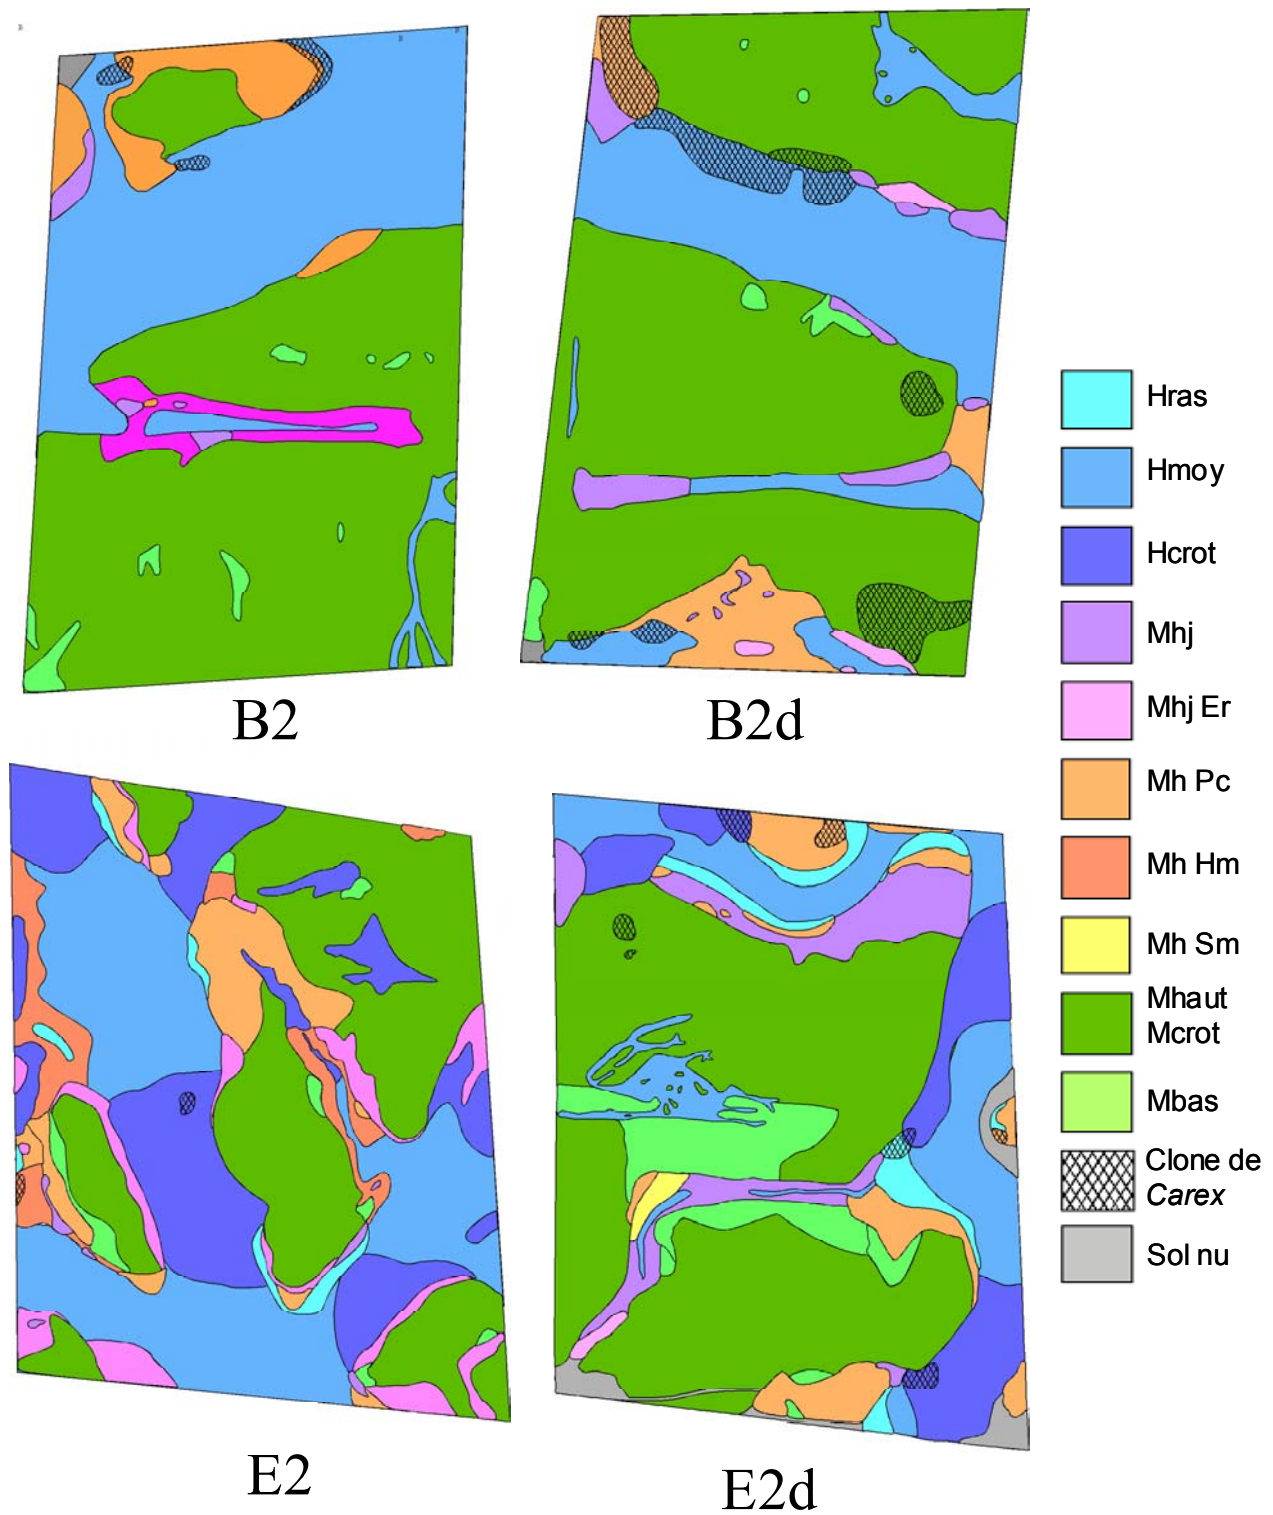 B2
B2d
E2
E2d
Hras
Hmoy
Hcrot
Mhj
Mhj Er
Mh Pc
Mh Hm
Mh Sm
Mhaut
Mcrot
Mbas
Clone de
Carex
Sol nu